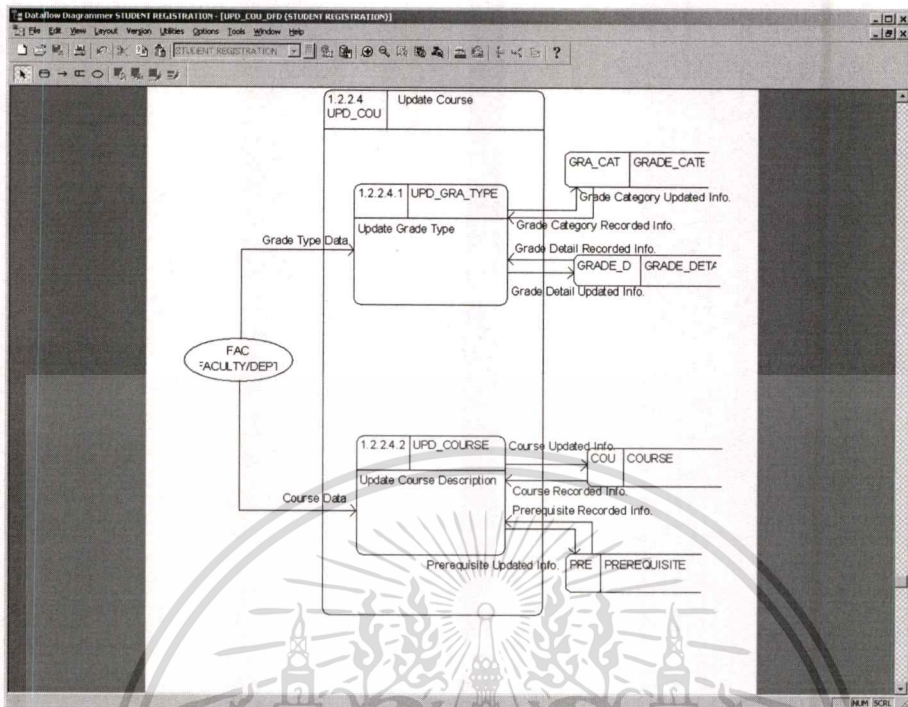 Dataflow Diagrammer STUDENT REGISTRATION - [UPD_COU_DFD (STUDENT REGISTRATION)]
File Edit View Layout Version Utilities Options Tools Window Help
STUDENT REGISTRATION
1.2.2.4 Update Course
UPD_COU
GRA_CAT GRADE_CATE
1.2.2.4.1 UPD_GRA_TYPE
Grade Category Updated Info.
Grade Category Recorded Info.
Update Grade Type
Grade Type Data
Grade Detail Recorded Info.
GRADE_D GRADE_DETA
Grade Detail Updated Info.
FAC
FACULTY/DEPT
1.2.2.4.2 UPD_COURSE
Course Updated Info.
COU COURSE
Update Course Description
Course Recorded Info.
Course Data
Prerequisite Recorded Info.
Prerequisite Updated Info.
PRE PREREQUISITE
NUM SCRL